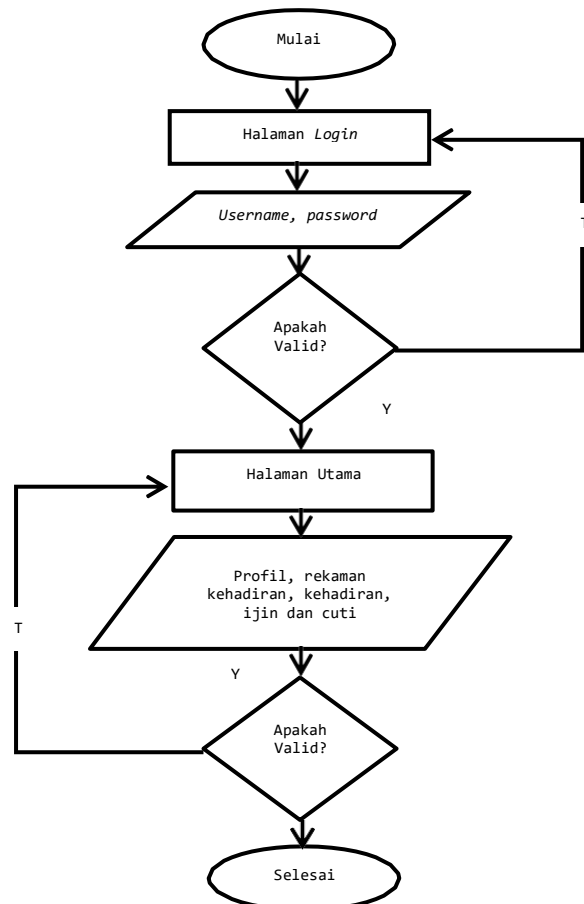 Mulai
Halaman Login
Username, password
T
Apakah
Valid?
Y
Halaman Utama
Profil, rekaman
kehadiran, kehadiran,
ijin dan cuti
T
Y
Apakah
Valid?
Selesai